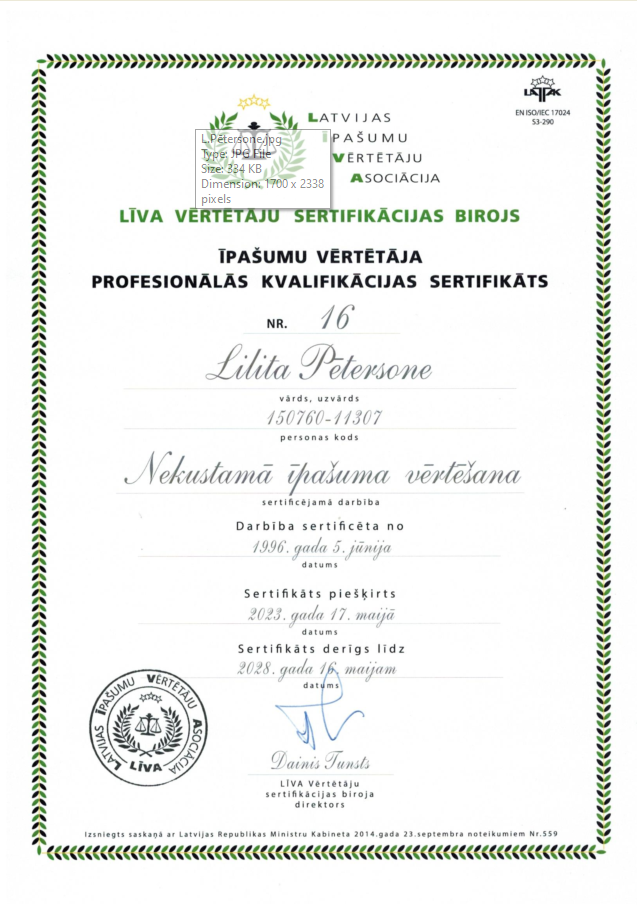 LATVIJAS
ĪPAŠUMU
VĒRTĒTĀJU
ASOCIĀCIJA
LATAK
EN ISO/IEC 17024
S3-290
L.Pētersone.jpg
Type: JPG File
Size: 334 KB
Dimension: 1700 x 2338
pixels
LĪVA VĒRTĒTĀJU SERTIFIKĀCIJAS BIROJS
ĪPAŠUMU VĒRTĒTĀJA
PROFESIONĀLĀS KVALIFIKĀCIJAS SERTIFIKĀTS
NR. 16
Lilita Pētersone
vārds, uzvārds
150760-11307
personas kods
Nekustamā īpašuma vērtēšana
sertificējamā darbība
Darbība sertificēta no
1996. gada 5. jūnija
datums
Sertifikāts piešķirts
2023. gada 17. maijā
datums
Sertifikāts derīgs līdz
2028. gada 16. maijam
datums
LATVIJAS ĪPAŠUMU VĒRTĒTĀJU ASOCIĀCIJA
LĪVA
Dainis Tunsts
LĪVA Vērtētāju
sertifikācijas biroja
direktors
Izsniegts saskaņā ar Latvijas Republikas Ministru Kabineta 2014.gada 23.septembra noteikumiem Nr.559